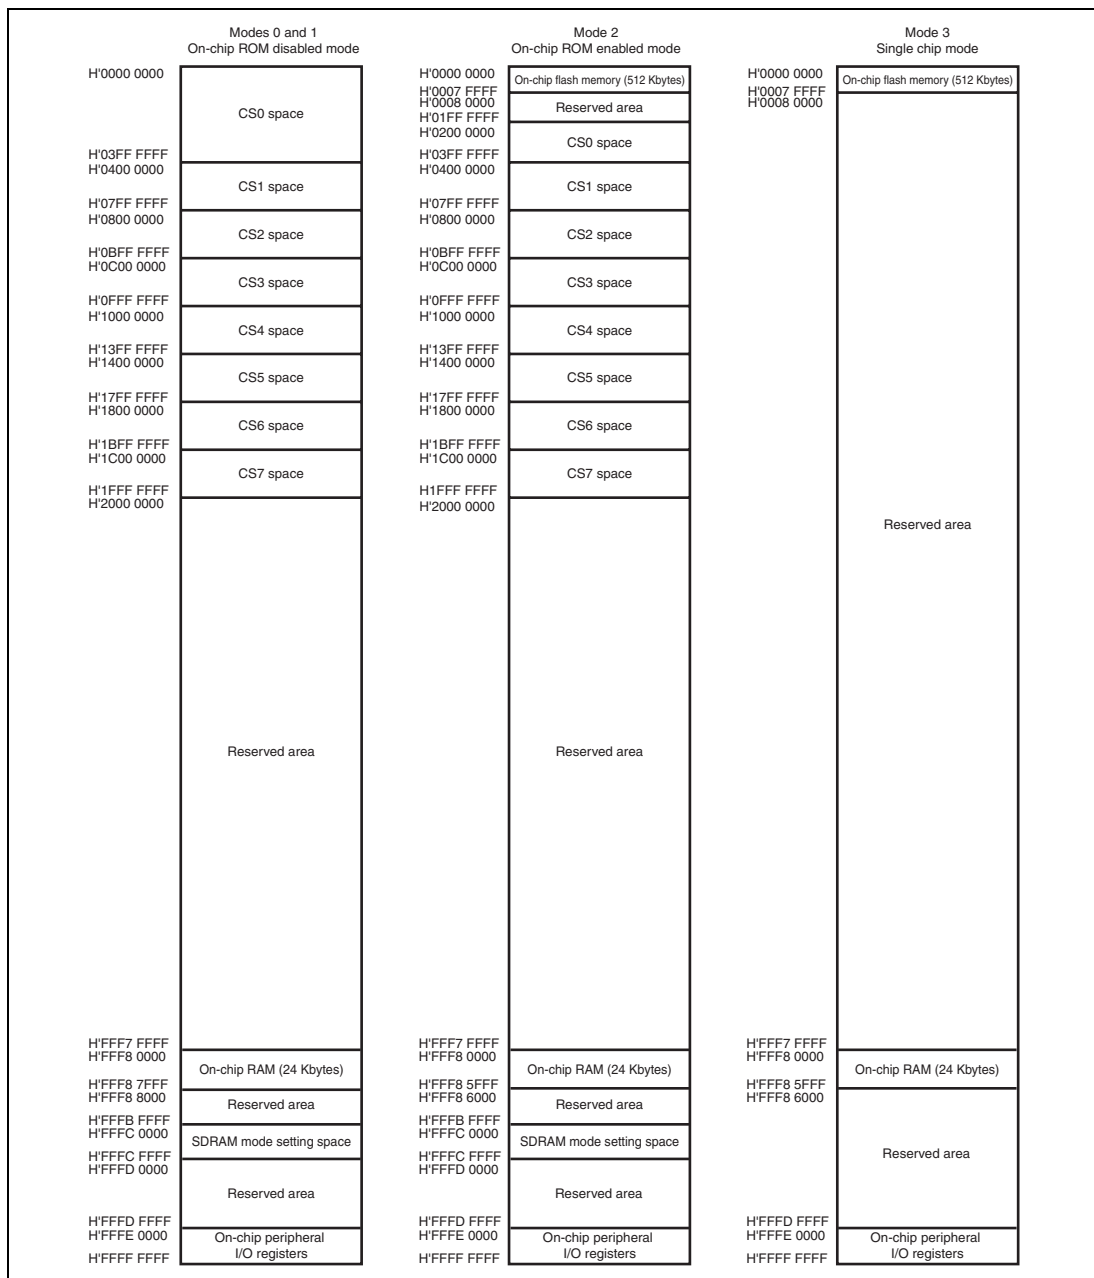 Modes 0 and 1
On-chip ROM disabled mode
H'0000 0000
CS0 space
H'03FF FFFF
H'0400 0000
CS1 space
H'07FF FFFF
H'0800 0000
CS2 space
H'0BFF FFFF
H'0C00 0000
CS3 space
H'0FFF FFFF
H'1000 0000
CS4 space
H'13FF FFFF
H'1400 0000
CS5 space
H'17FF FFFF
H'1800 0000
CS6 space
H'1BFF FFFF
H'1C00 0000
CS7 space
H'1FFF FFFF
H'2000 0000
Reserved area
H'FFF7 FFFF
H'FFF8 0000
On-chip RAM (24 Kbytes)
H'FFF8 7FFF
H'FFF8 8000
Reserved area
H'FFFB FFFF
H'FFFC 0000
SDRAM mode setting space
H'FFFC FFFF
H'FFFD 0000
Reserved area
H'FFFD FFFF
H'FFFE 0000
On-chip peripheral
I/O registers
H'FFFF FFFF
Mode 2
On-chip ROM enabled mode
H'0000 0000
On-chip flash memory (512 Kbytes)
H'0007 FFFF
H'0008 0000
Reserved area
H'01FF FFFF
H'0200 0000
CS0 space
H'03FF FFFF
H'0400 0000
CS1 space
H'07FF FFFF
H'0800 0000
CS2 space
H'0BFF FFFF
H'0C00 0000
CS3 space
H'0FFF FFFF
H'1000 0000
CS4 space
H'13FF FFFF
H'1400 0000
CS5 space
H'17FF FFFF
H'1800 0000
CS6 space
H'1BFF FFFF
H'1C00 0000
CS7 space
H1FFF FFFF
H'2000 0000
Reserved area
H'FFF7 FFFF
H'FFF8 0000
On-chip RAM (24 Kbytes)
H'FFF8 5FFF
H'FFF8 6000
Reserved area
H'FFFB FFFF
H'FFFC 0000
SDRAM mode setting space
H'FFFC FFFF
H'FFFD 0000
Reserved area
H'FFFD FFFF
H'FFFE 0000
On-chip peripheral
I/O registers
H'FFFF FFFF
Mode 3
Single chip mode
H'0000 0000
On-chip flash memory (512 Kbytes)
H'0007 FFFF
H'0008 0000
Reserved area
H'FFF7 FFFF
H'FFF8 0000
On-chip RAM (24 Kbytes)
H'FFF8 5FFF
H'FFF8 6000
Reserved area
H'FFFD FFFF
H'FFFE 0000
On-chip peripheral
I/O registers
H'FFFF FFFF